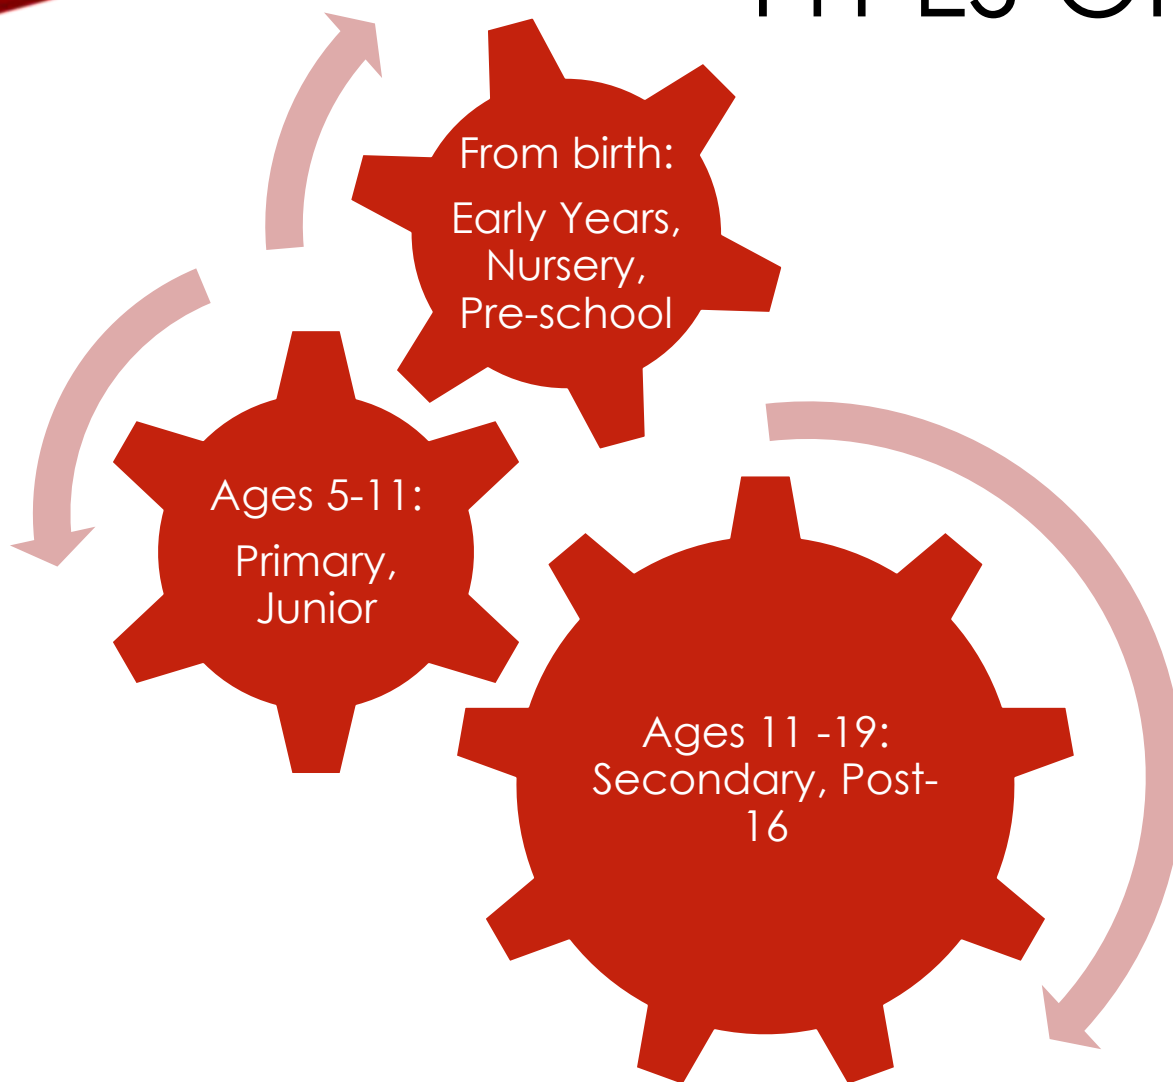 From birth:
Early Years,
Nursery,
Pre-school
Ages 5-11:
Primary,
Junior
Ages 11 -19:
Secondary, Post-
16